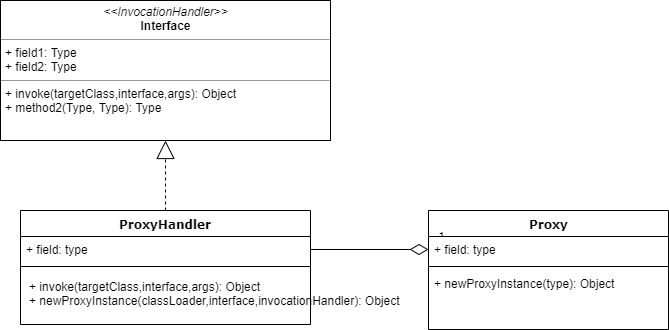 <<InvocationHandler>>
Interface
+ field1: Type
+ field2: Type
+ invoke(targetClass,interface,args): Object
+ method2(Type, Type): Type
ProxyHandler
+ field: type
+ invoke(targetClass,interface,args): Object
+ newProxyInstance(classLoader,interface,invocationHandler): Object
Proxy
1
+ field: type
+ newProxyInstance(type): Object